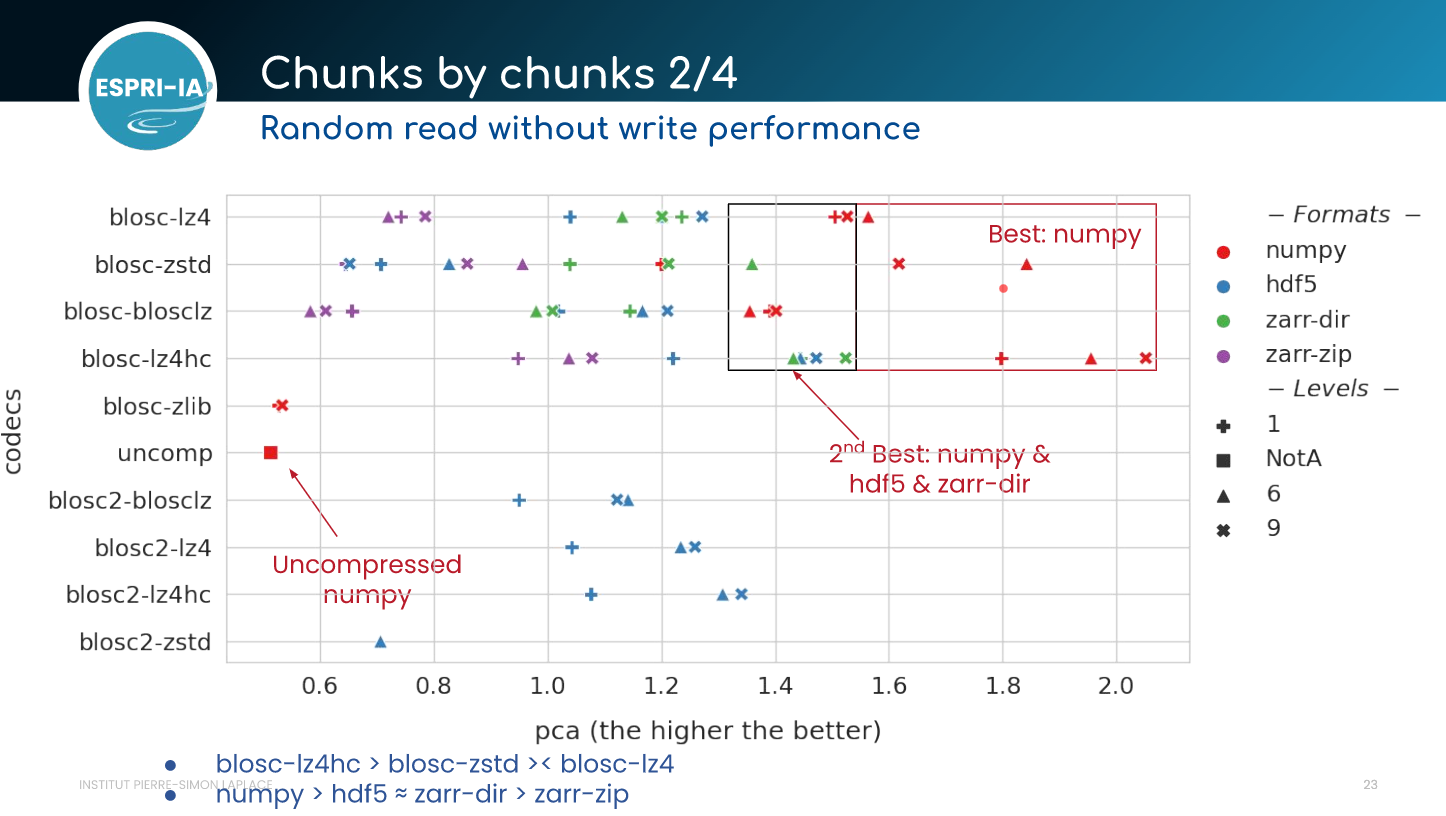 ESPRI-IA
Chunks by chunks 2/4
Random read without write performance
codecs
blosc-lz4
blosc-zstd
blosc-blosclz
blosc-lz4hc
blosc-zlib
uncomp
blosc2-blosclz
blosc2-lz4
blosc2-lz4hc
blosc2-zstd
Best: numpy
2nd Best: numpy &
hdf5 & zarr-dir
Uncompressed
numpy
0.6 0.8 1.0 1.2 1.4 1.6 1.8 2.0
pca (the higher the better)
— Formats —
numpy
hdf5
zarr-dir
zarr-zip
— Levels —
1
NotA
6
9
● blosc-lz4hc > blosc-zstd >< blosc-lz4
● numpy > hdf5 ≈ zarr-dir > zarr-zip
INSTITUT PIERRE-SIMON LAPLACE
23